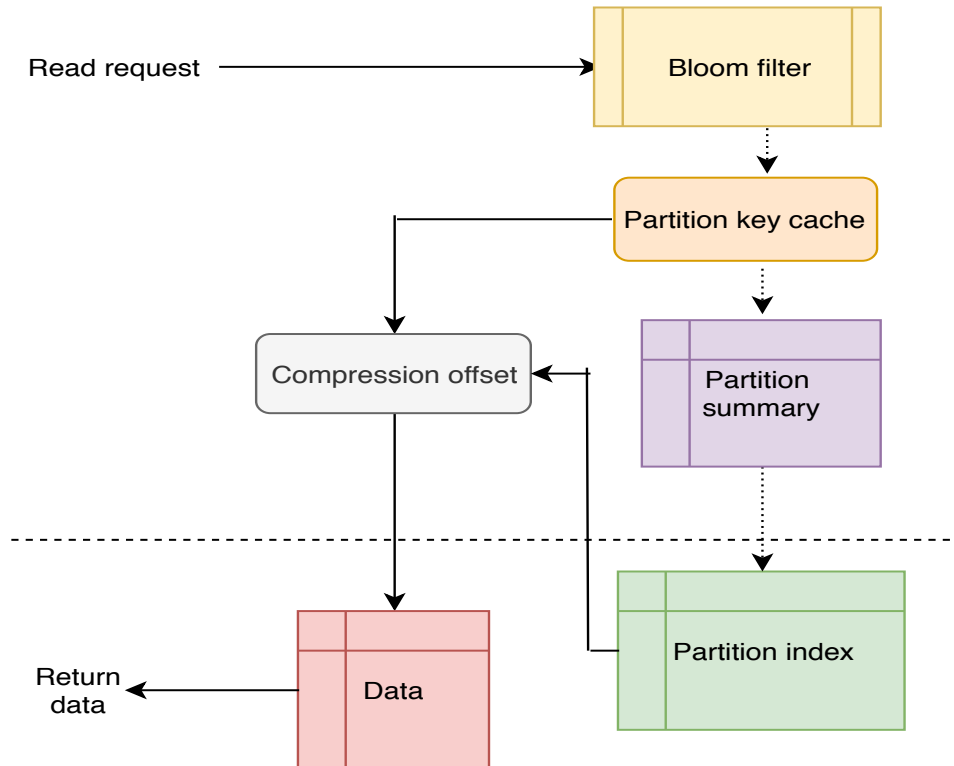 Read request
Bloom filter
Partition key cache
Compression offset
Partition
summary
Partition index
Return
data
Data